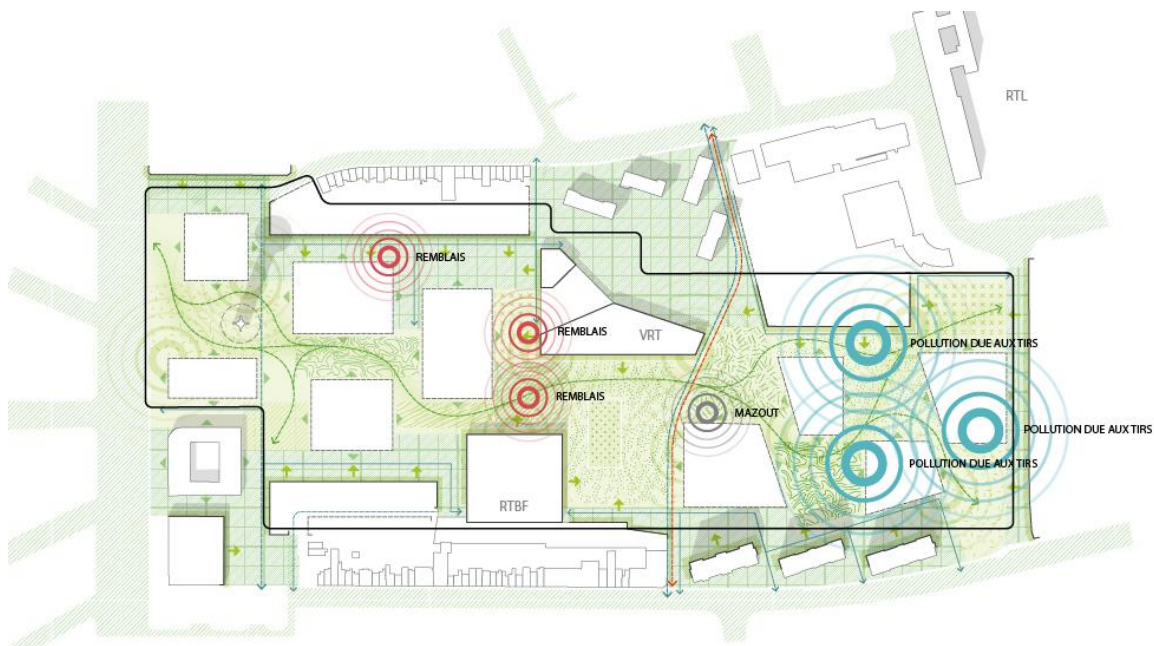 RTL
REMBLAIS
REMBLAIS
VRT
POLLUTION DUE AUX TIRS
REMBLAIS
MAZOUT
POLLUTION DUE AUX TIRS
POLLUTION DUE AUX TIRS
RTBF